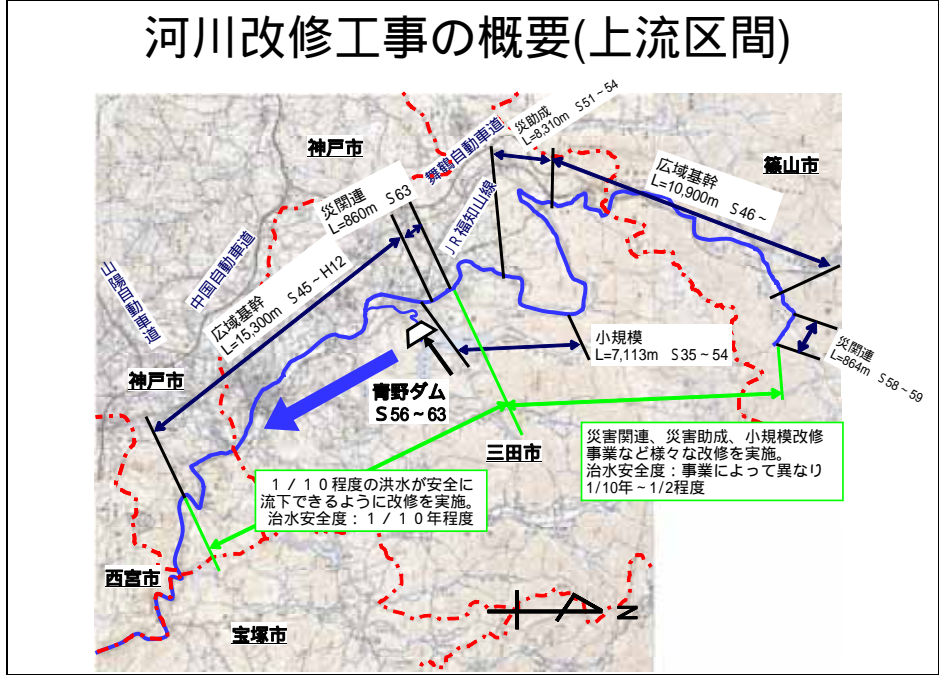 河川改修工事の概要(上流区間)
災助成
L=8,310m S51~54
神戸市
舞鶴自動車道
広域基幹
L=10,900m S46~
篠山市
災関連
L=860m S63
JR福知山線
中国自動車道
山陽自動車道
広域基幹
L=15,300m S45~H12
小規模
L=7,113m S35~54
災関連
L=864m S58~59
神戸市
青野ダム
S56~63
三田市
災害関連、災害助成、小規模改修
事業など様々な改修を実施。
治水安全度:事業によって異なり
1/10年~1/2程度
1/10程度の洪水が安全に
流下できるように改修を実施。
治水安全度:1/10年程度
西宮市
宝塚市
N